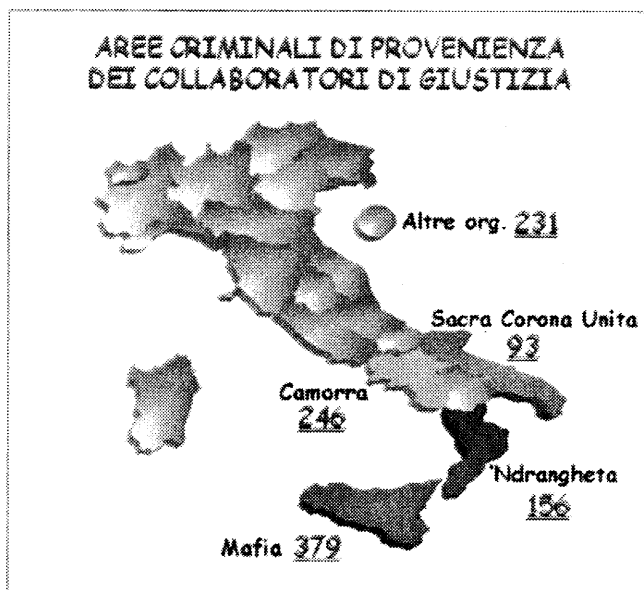 AREE CRIMINALI DI PROVENIENZA
DEI COLLABORATORI DI GIUSTIZIA
Altre org. 231
Sacra Corona Unita
93
Camorra
246
'Ndrangheta
156
Mafia 379